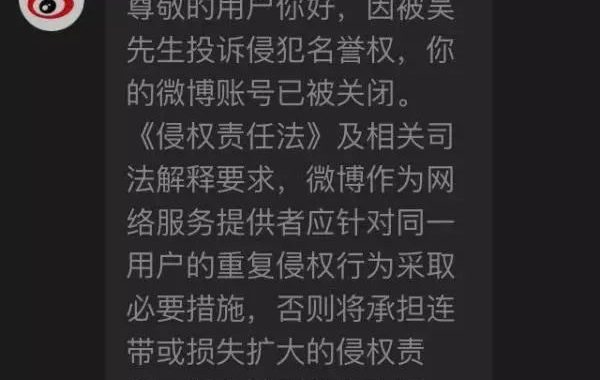 尊敬的用户你好，因被吴
先生投诉侵犯名誉权，你
的微博账号已被关闭。
《侵权责任法》及相关司
法解释要求，微博作为网
络服务提供者应针对同一
用户的重复侵权行为采取
必要措施，否则将承担连
带或损失扩大的侵权责